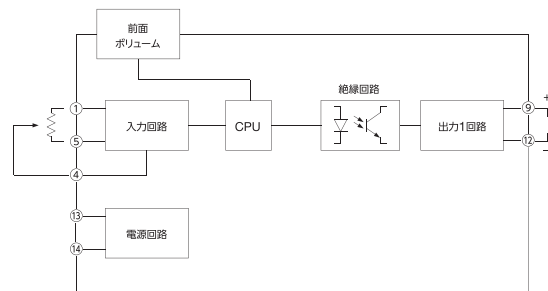 前面
ボリューム
絶縁回路
①
⑨
+
入力回路
CPU
出力1回路
⑤
⑫
−
④
⑬
電源回路
⑭